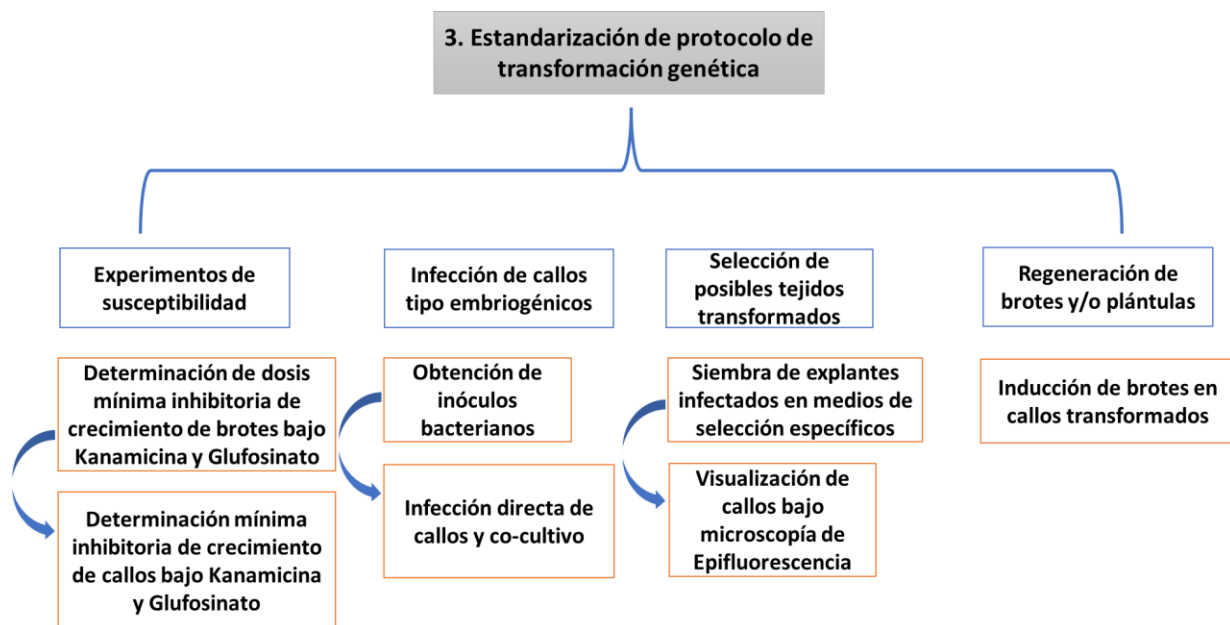 3. Estandarización de protocolo de
transformación genética
Experimentos de
susceptibilidad
Infección de callos
tipo embriogénicos
Selección de
posibles tejidos
transformados
Regeneración de
brotes y/o plántulas
Determinación de dosis
mínima inhibitoria de
crecimiento de brotes bajo
Kanamicina y Glufosinato
Obtención de
inóculos
bacterianos
Siembra de explantes
infectados en medios de
selección específicos
Inducción de brotes en
callos transformados
Determinación mínima
inhibitoria de crecimiento
de callos bajo Kanamicina
y Glufosinato
Infección directa de
callos y co-cultivo
Visualización de
callos bajo
microscopía de
Epifluorescencia